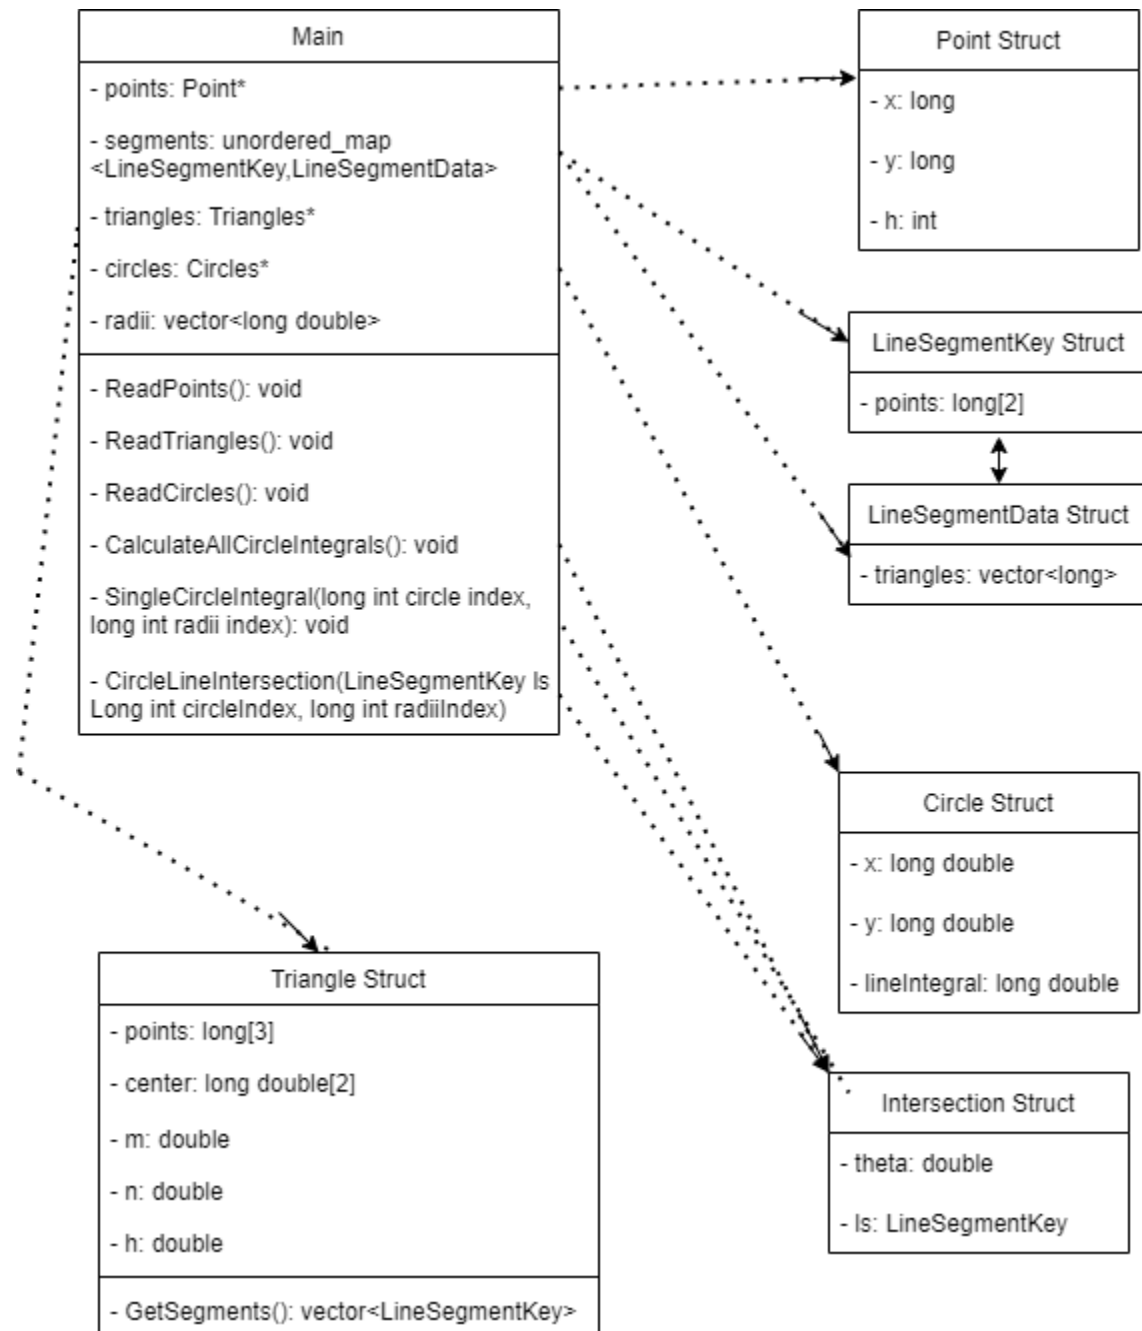 Main
- points: Point*
- segments: unordered_map
<LineSegmentKey,LineSegmentData>
- triangles: Triangles*
- circles: Circles*
- radii: vector<long double>
- ReadPoints(): void
- ReadTriangles(): void
- ReadCircles(): void
- CalculateAllCircleIntegrals(): void
- SingleCircleIntegral(long int circle index,
long int radii index): void
- CircleLineIntersection(LineSegmentKey ls
Long int circleIndex, long int radiiIndex)
Point Struct
- x: long
- y: long
- h: int
LineSegmentKey Struct
- points: long[2]
LineSegmentData Struct
- triangles: vector<long>
Circle Struct
- x: long double
- y: long double
- lineIntegral: long double
Intersection Struct
- theta: double
- ls: LineSegmentKey
Triangle Struct
- points: long[3]
- center: long double[2]
- m: double
- n: double
- h: double
- GetSegments(): vector<LineSegmentKey>